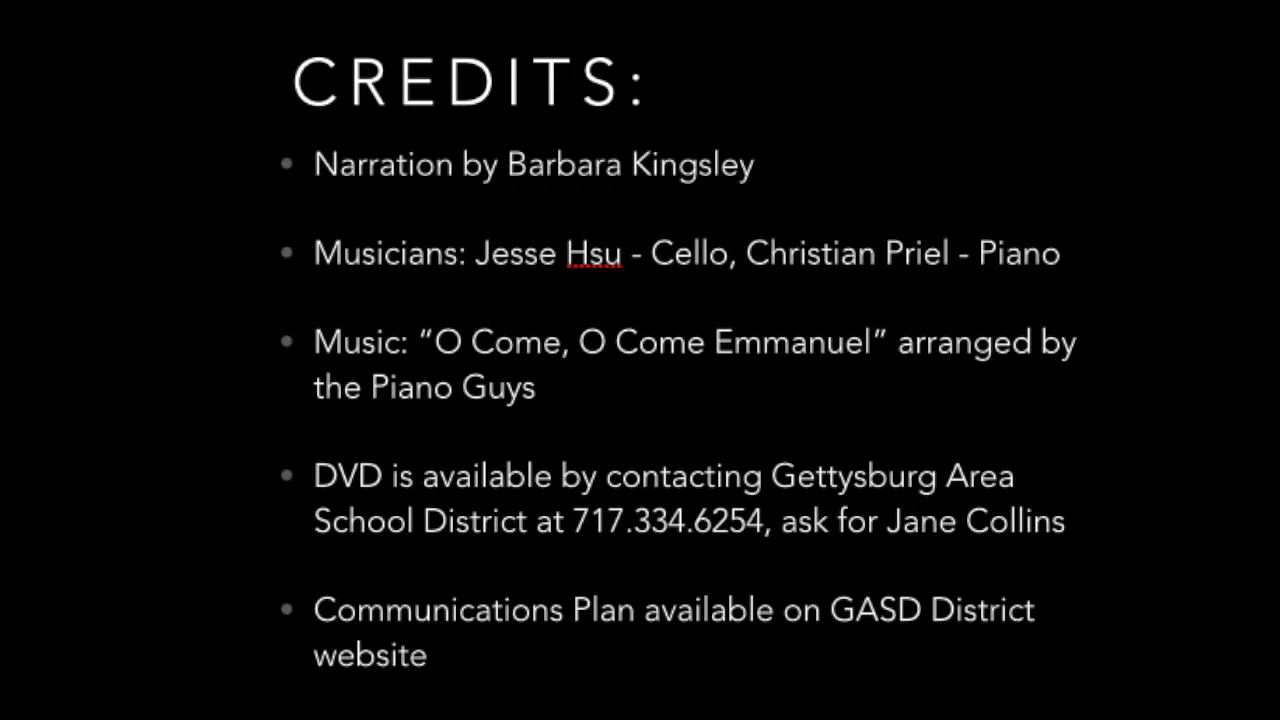 CREDITS:
• Narration by Barbara Kingsley
• Musicians: Jesse Hsu - Cello, Christian Priel - Piano
• Music: “O Come, O Come Emmanuel” arranged by
the Piano Guys
• DVD is available by contacting Gettysburg Area
School District at 717.334.6254, ask for Jane Collins
• Communications Plan available on GASD District
website